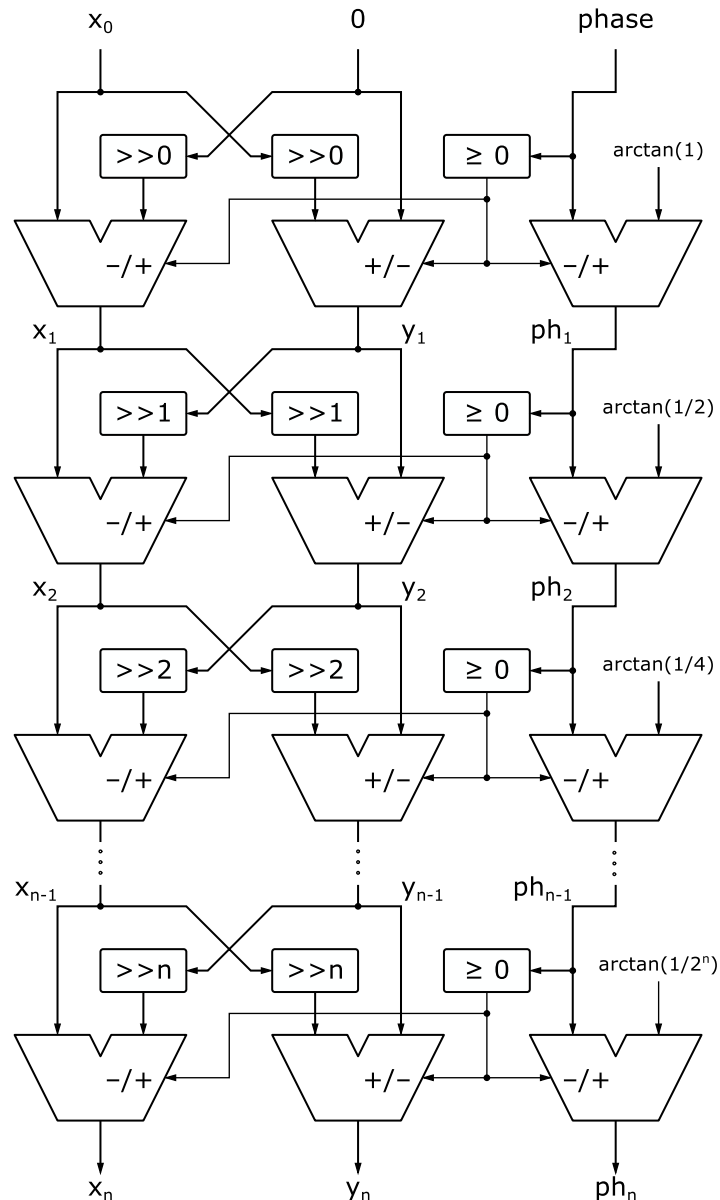 x₀ 0 phase
>>0 >>0 ≥ 0 arctan(1)
−/+ +/− −/+
x₁ y₁ ph₁
>>1 >>1 ≥ 0 arctan(1/2)
−/+ +/− −/+
x₂ y₂ ph₂
>>2 >>2 ≥ 0 arctan(1/4)
−/+ +/− −/+
xₙ₋₁ yₙ₋₁ phₙ₋₁
>>n >>n ≥ 0 arctan(1/2ⁿ)
−/+ +/− −/+
xₙ yₙ phₙ